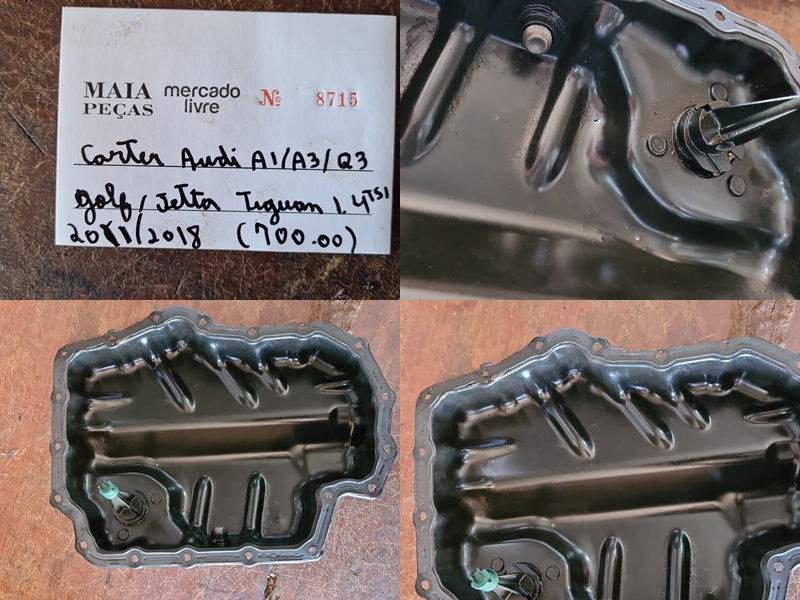 MAIA PEÇAS mercado livre Nº 8715
Carter Audi A1/A3/Q3
Golf/Jetta Tiguan 1.4TSI
2011/2018 (700.00)